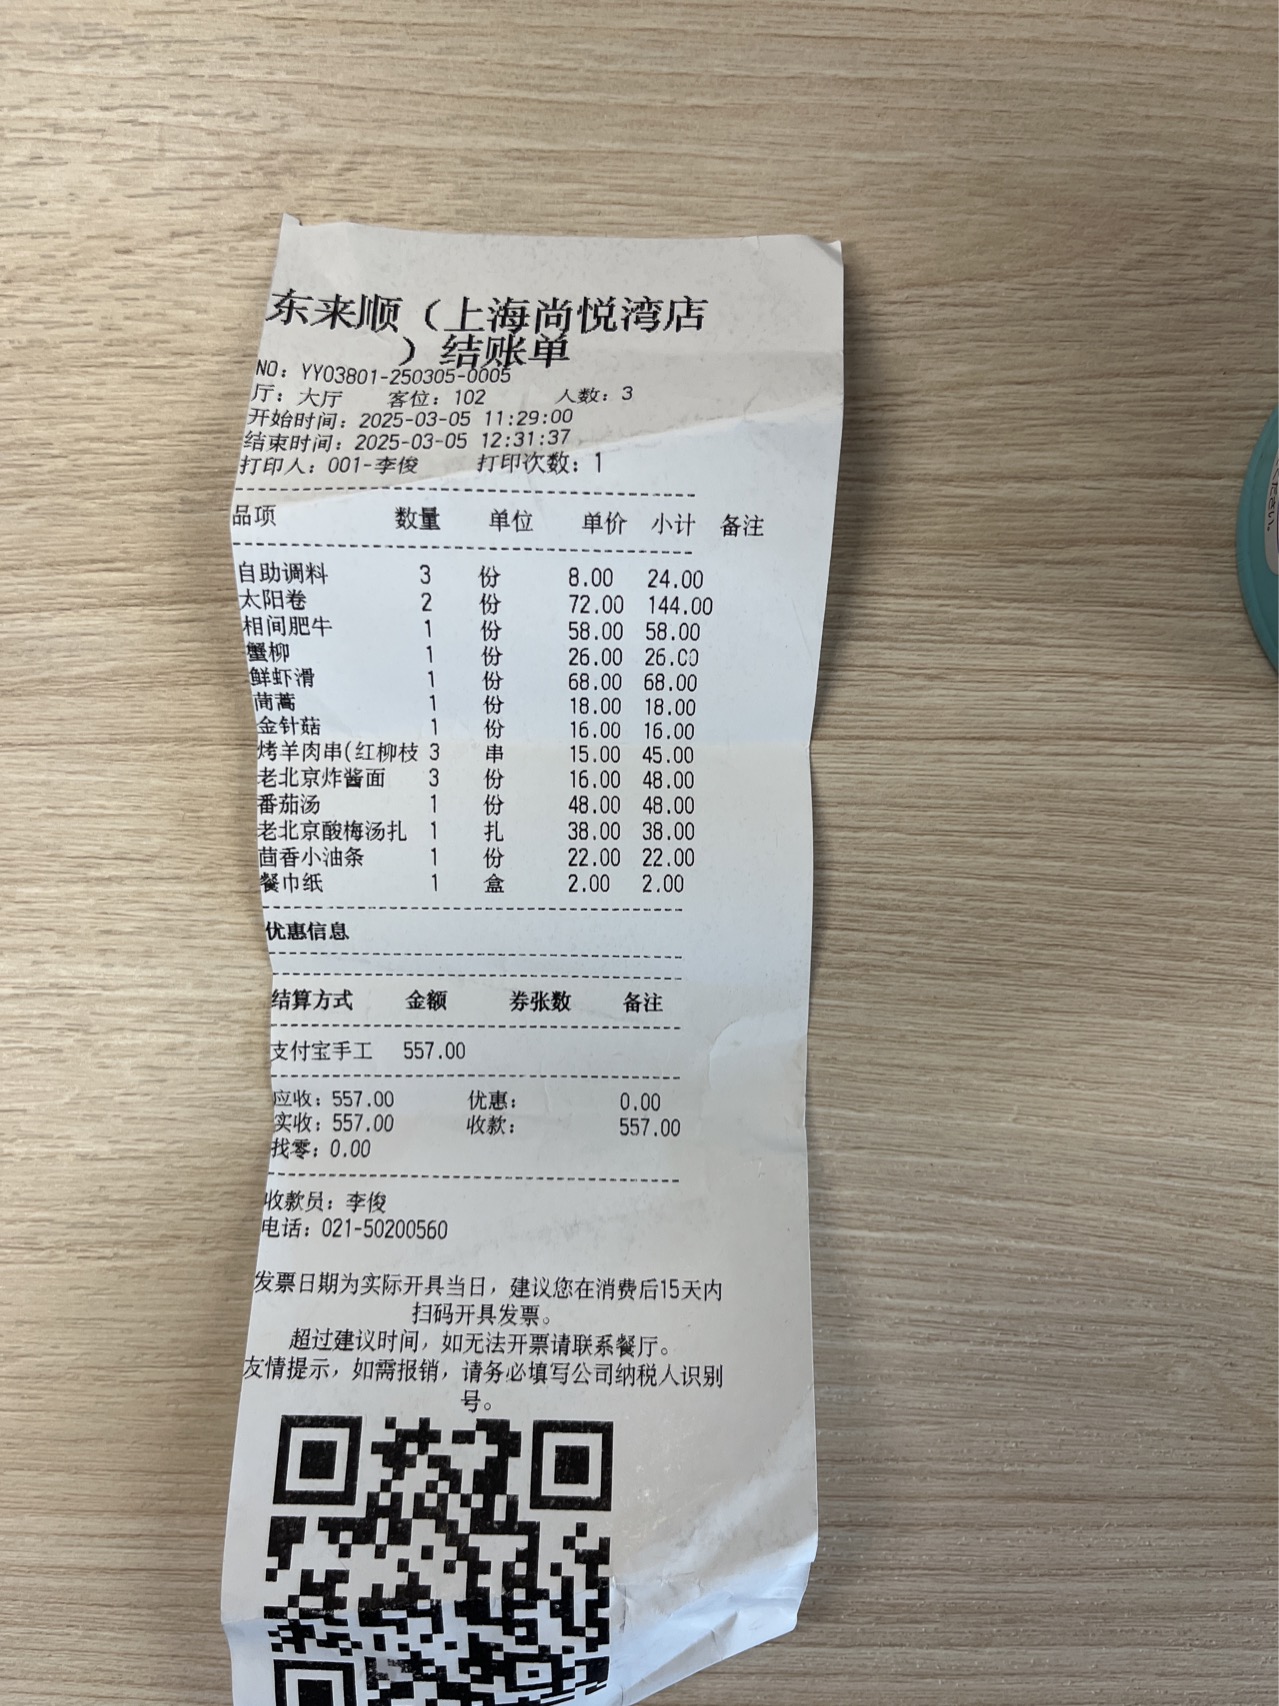 东来顺（上海尚悦湾店
）结账单
NO：YY03801-250305-0005
厅：大厅 客位：102 人数：3
开始时间：2025-03-05 11:29:00
结束时间：2025-03-05 12:31:37
打印人：001-李俊 打印次数：1
品项 数量 单位 单价 小计 备注
自助调料 3 份 8.00 24.00
太阳卷 2 份 72.00 144.00
相间肥牛 1 份 58.00 58.00
蟹柳 1 份 26.00 26.00
鲜虾滑 1 份 68.00 68.00
茼蒿 1 份 18.00 18.00
金针菇 1 份 16.00 16.00
烤羊肉串(红柳枝 3 串 15.00 45.00
老北京炸酱面 3 份 16.00 48.00
番茄汤 1 份 48.00 48.00
老北京酸梅汤扎 1 扎 38.00 38.00
茴香小油条 1 份 22.00 22.00
餐巾纸 1 盒 2.00 2.00
优惠信息
结算方式 金额 券张数 备注
支付宝手工 557.00
应收：557.00 优惠： 0.00
实收：557.00 收款： 557.00
找零：0.00
收款员：李俊
电话：021-50200560
发票日期为实际开具当日，建议您在消费后15天内
扫码开具发票。
超过建议时间，如无法开票请联系餐厅。
友情提示，如需报销，请务必填写公司纳税人识别
号。